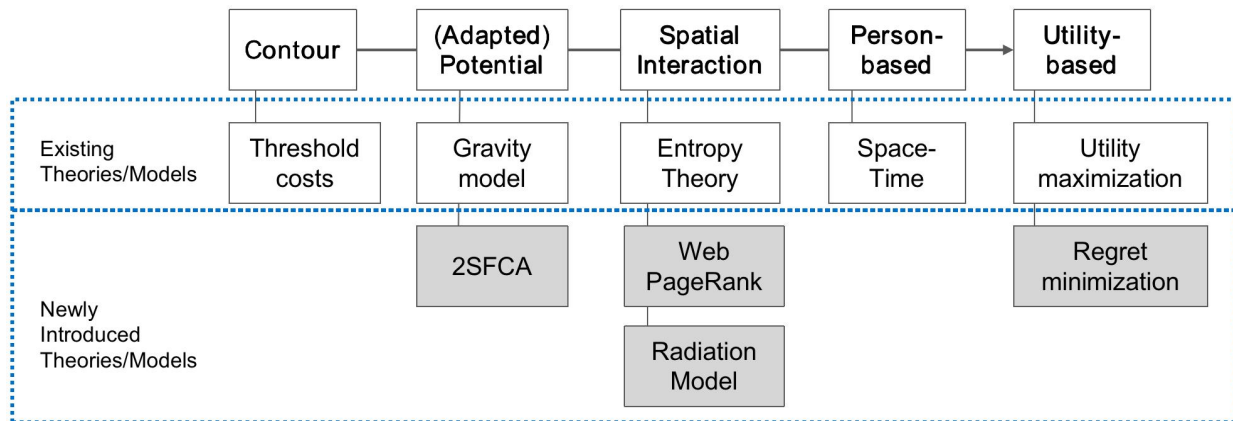 Contour
(Adapted)
Potential
Spatial
Interaction
Person-
based
Utility-
based
Existing
Theories/Models
Threshold
costs
Gravity
model
Entropy
Theory
Space-
Time
Utility
maximization
Newly
Introduced
Theories/Models
2SFCA
Web
PageRank
Regret
minimization
Radiation
Model